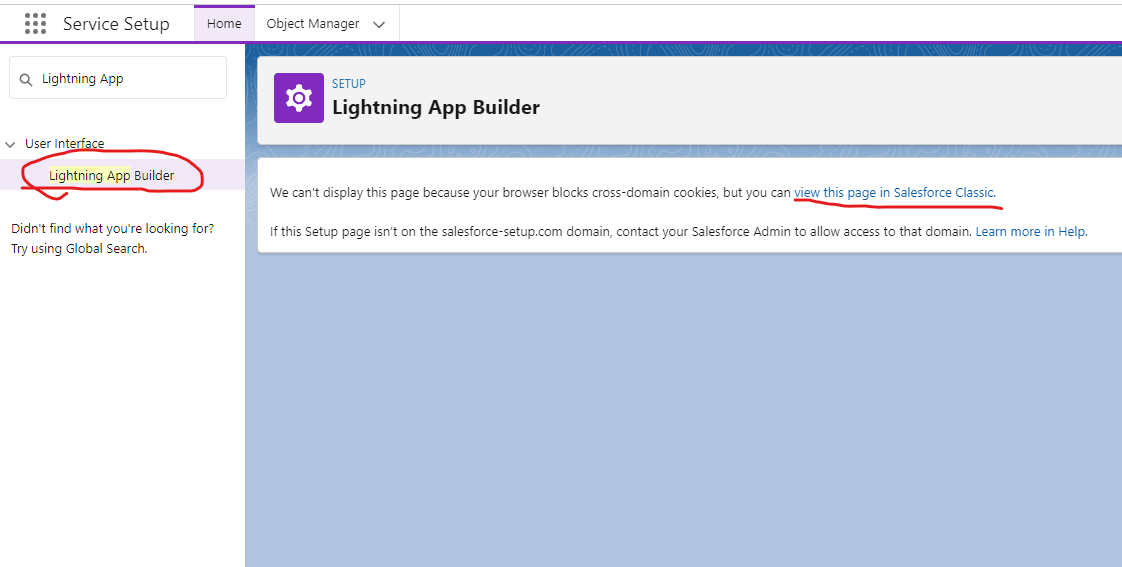 Service Setup
Home
Object Manager
Lightning App
User Interface
Lightning App Builder
Didn't find what you're looking for?
Try using Global Search.
SETUP
Lightning App Builder
We can't display this page because your browser blocks cross-domain cookies, but you can view this page in Salesforce Classic.
If this Setup page isn't on the salesforce-setup.com domain, contact your Salesforce Admin to allow access to that domain. Learn more in Help.